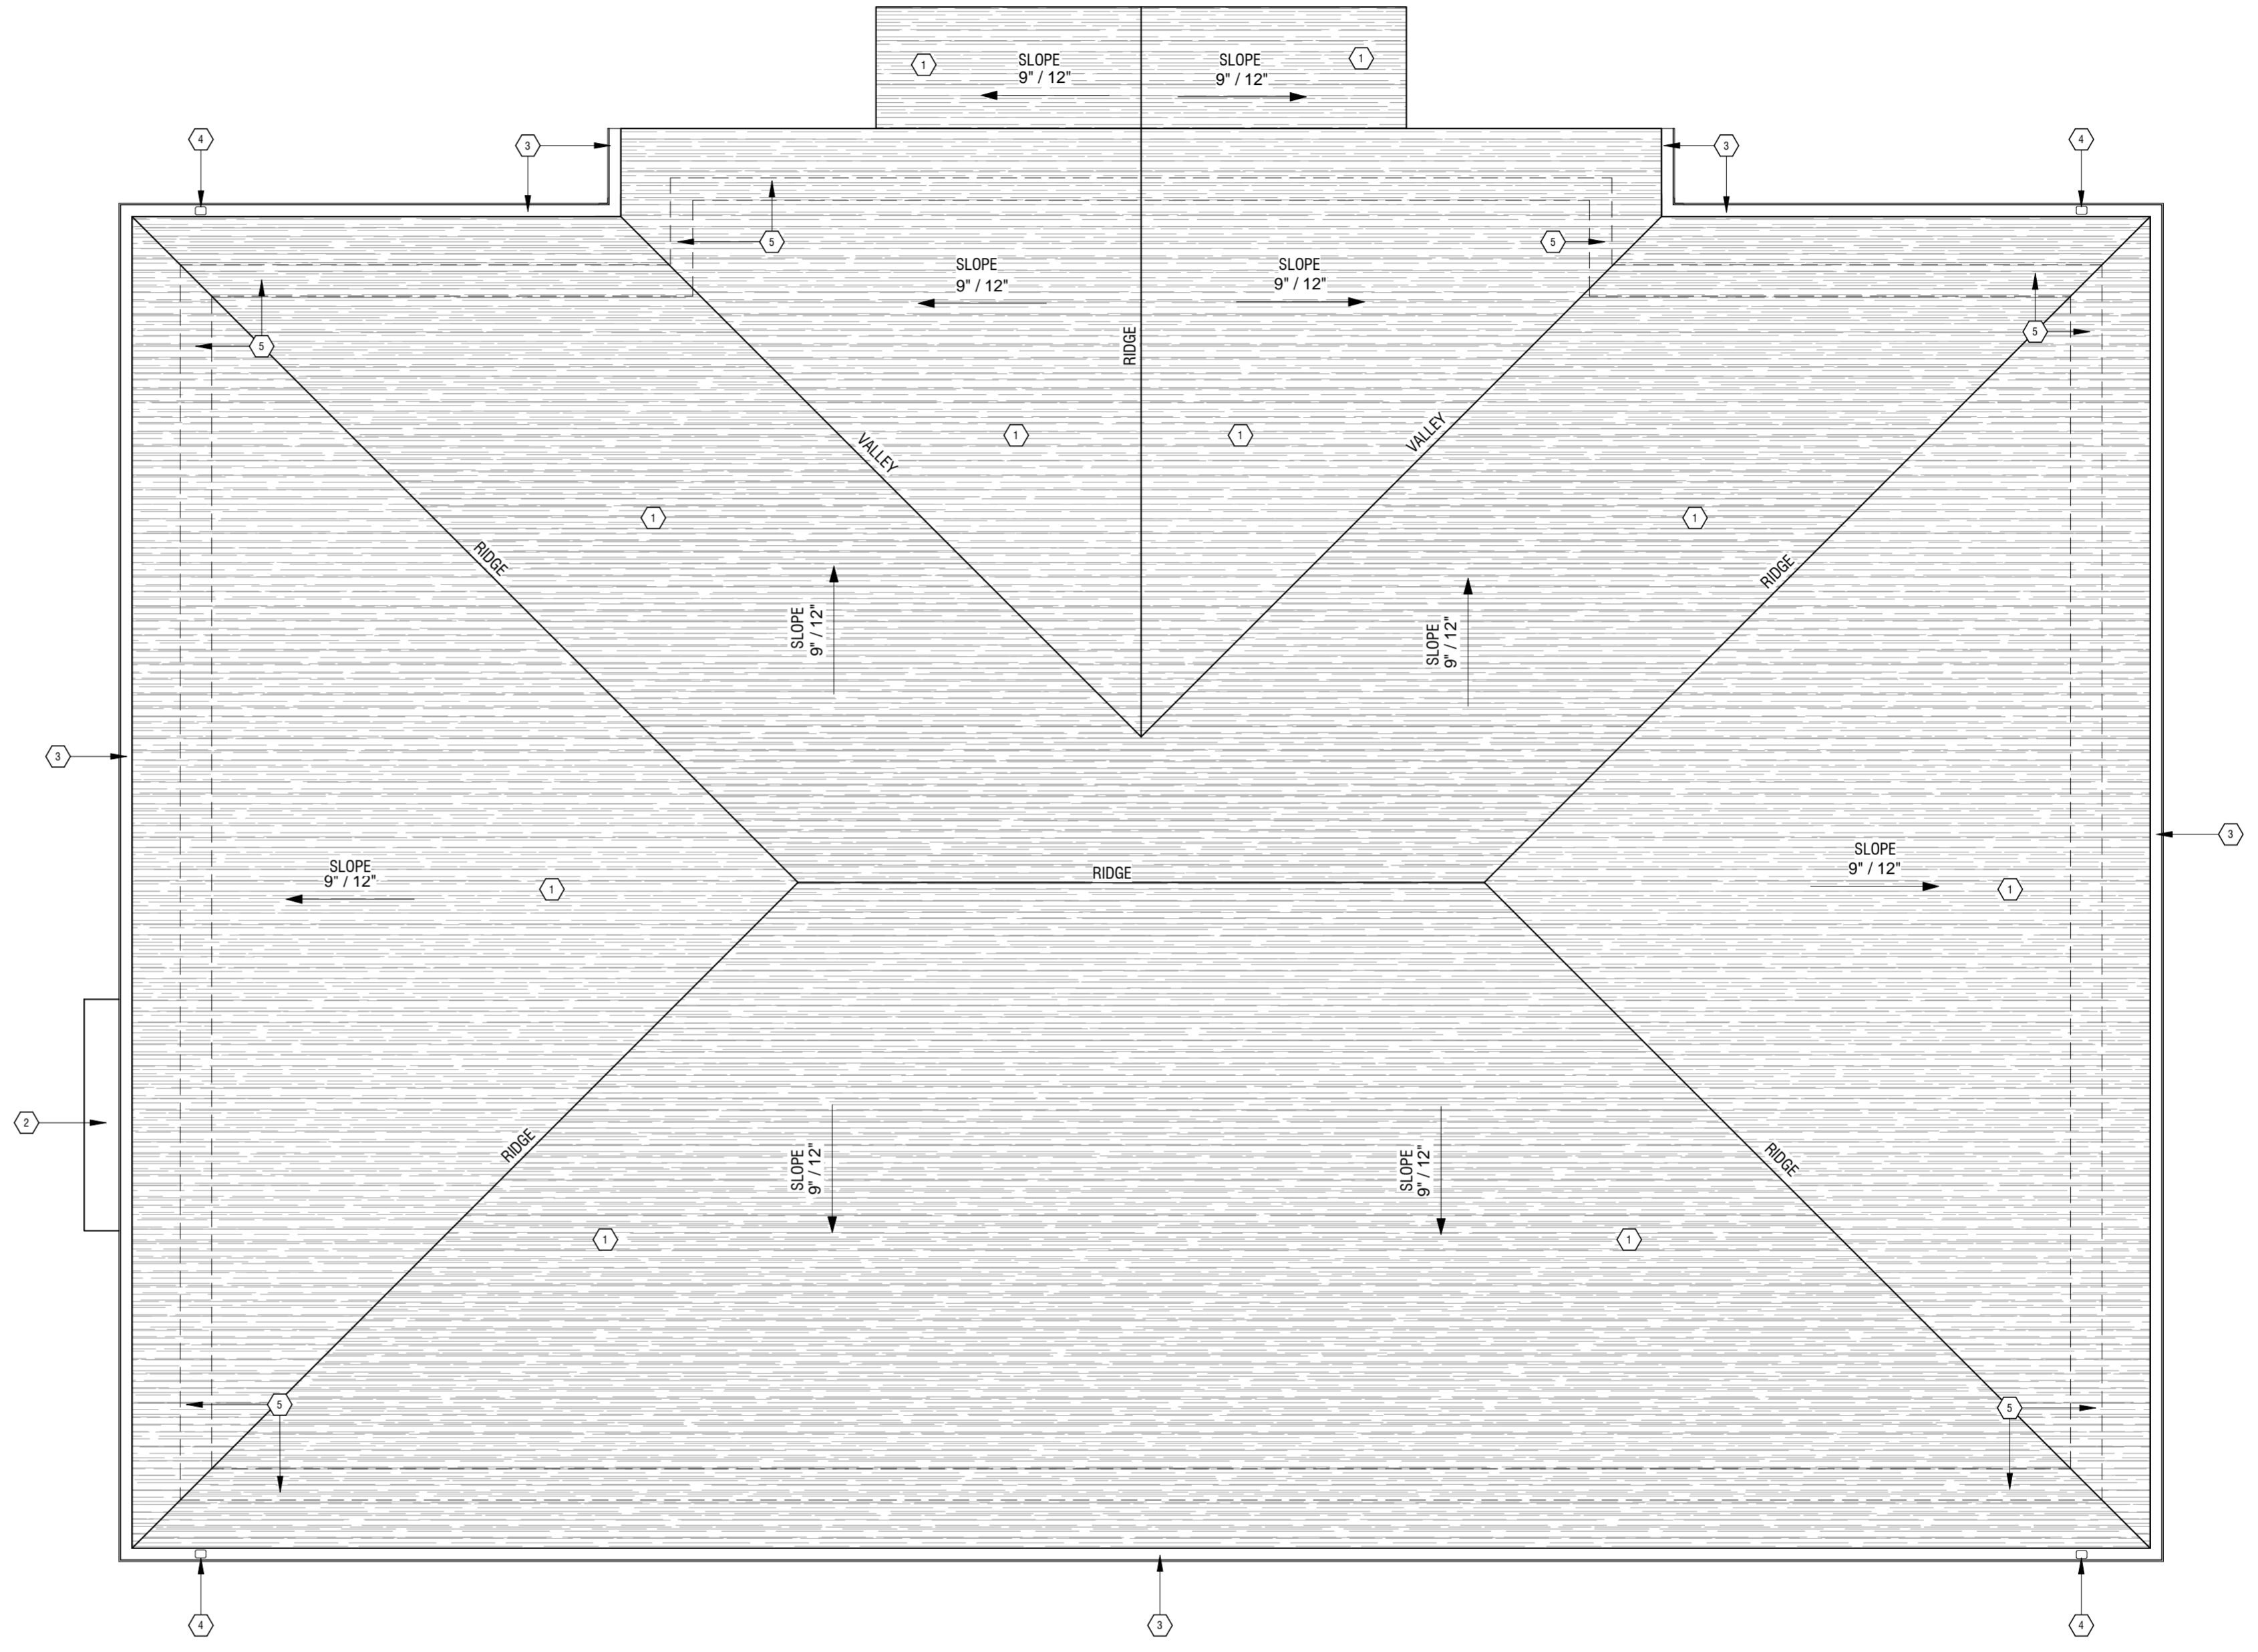 1
SLOPE
9" / 12"
SLOPE
9" / 12"
1
4
3
3
4
5
5
SLOPE
9" / 12"
SLOPE
9" / 12"
5
RIDGE
5
1
1
VALLEY
VALLEY
1
1
RIDGE
RIDGE
SLOPE
9" / 12"
SLOPE
9" / 12"
3
3
SLOPE
9" / 12"
1
RIDGE
SLOPE
9" / 12"
1
2
RIDGE
SLOPE
9" / 12"
SLOPE
9" / 12"
RIDGE
1
1
5
5
4
3
4